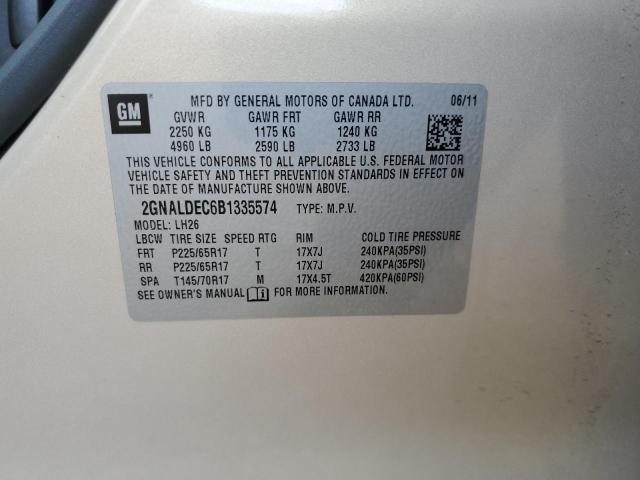 GM
MFD BY GENERAL MOTORS OF CANADA LTD. 06/11
GVWR GAWR FRT GAWR RR
2250 KG 1175 KG 1240 KG
4960 LB 2590 LB 2733 LB
THIS VEHICLE CONFORMS TO ALL APPLICABLE U.S. FEDERAL MOTOR
VEHICLE SAFETY AND THEFT PREVENTION STANDARDS IN EFFECT ON
THE DATE OF MANUFACTURE SHOWN ABOVE.
2GNALDEC6B1335574 TYPE: M.P.V.
MODEL: LH26
LBCW TIRE SIZE SPEED RTG RIM COLD TIRE PRESSURE
FRT P225/65R17 T 17X7J 240KPA(35PSI)
RR P225/65R17 T 17X7J 240KPA(35PSI)
SPA T145/70R17 M 17X4.5T 420KPA(60PSI)
SEE OWNER'S MANUAL FOR MORE INFORMATION.